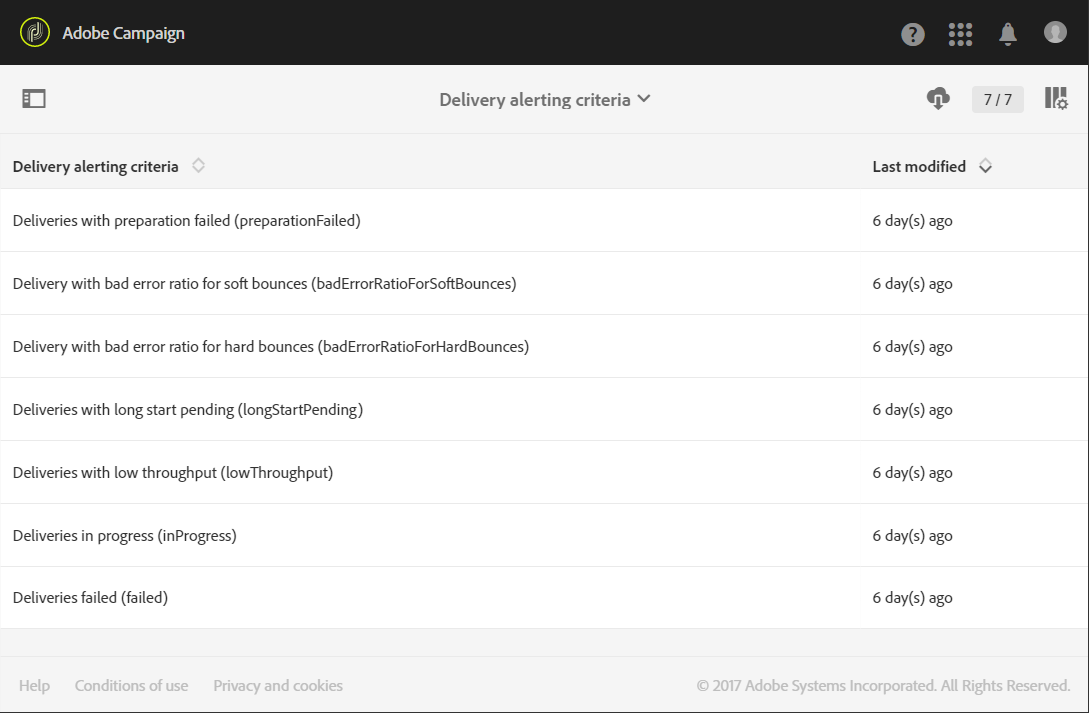 Adobe Campaign
?
Delivery alerting criteria
7 / 7
Delivery alerting criteria Last modified
Deliveries with preparation failed (preparationFailed) 6 day(s) ago
Delivery with bad error ratio for soft bounces (badErrorRatioForSoftBounces) 6 day(s) ago
Delivery with bad error ratio for hard bounces (badErrorRatioForHardBounces) 6 day(s) ago
Deliveries with long start pending (longStartPending) 6 day(s) ago
Deliveries with low throughput (lowThroughput) 6 day(s) ago
Deliveries in progress (inProgress) 6 day(s) ago
Deliveries failed (failed) 6 day(s) ago
Help Conditions of use Privacy and cookies © 2017 Adobe Systems Incorporated. All Rights Reserved.